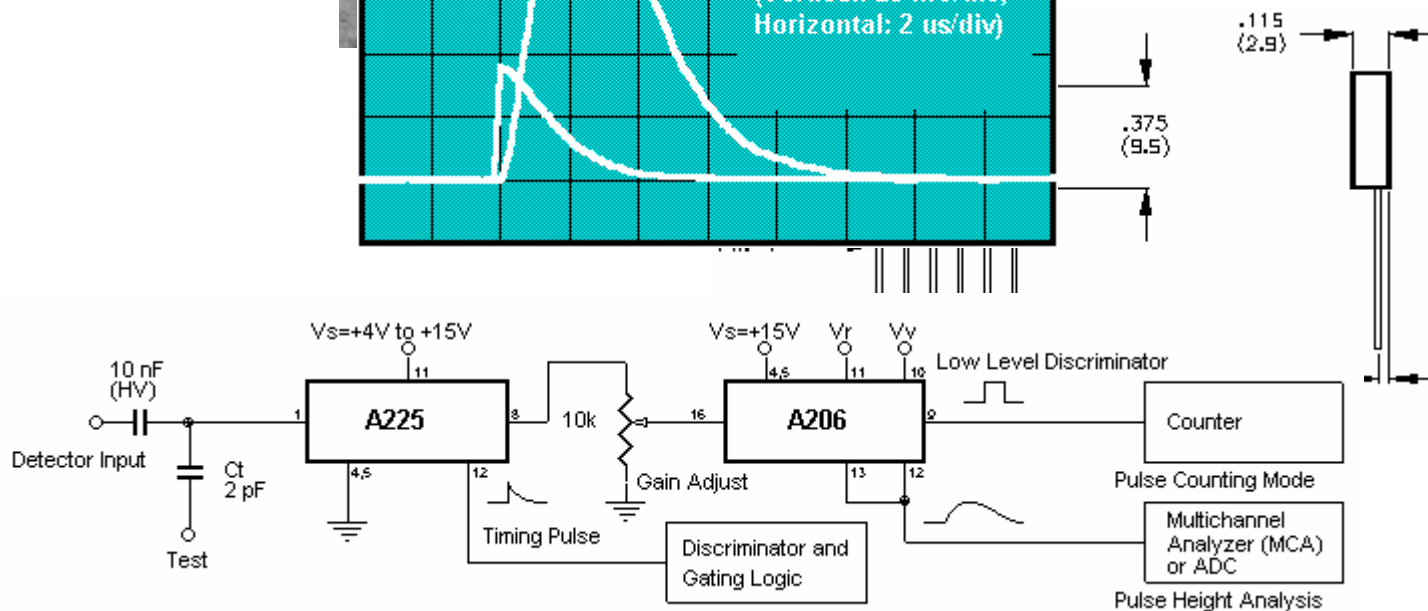 Horizontal: 2 us/div)
.115
(2.9)
.375
(9.5)
Vs=+4V to +15V
Vs=+15V
Vr
Vv
10 nF
(HV)
11
4,5
11
10
Low Level Discriminator
1
A225
8
10k
16
A206
9
Counter
Detector Input
Ct
2 pF
4,5
12
Gain Adjust
13
12
Pulse Counting Mode
Timing Pulse
Test
Discriminator and
Gating Logic
Multichannel
Analyzer (MCA)
or ADC
Pulse Height Analysis